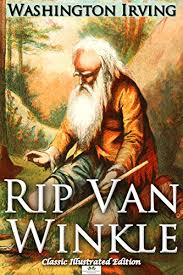 WASHINGTON IRVING
RIP VAN
WINKLE
Classic Illustrated Edition